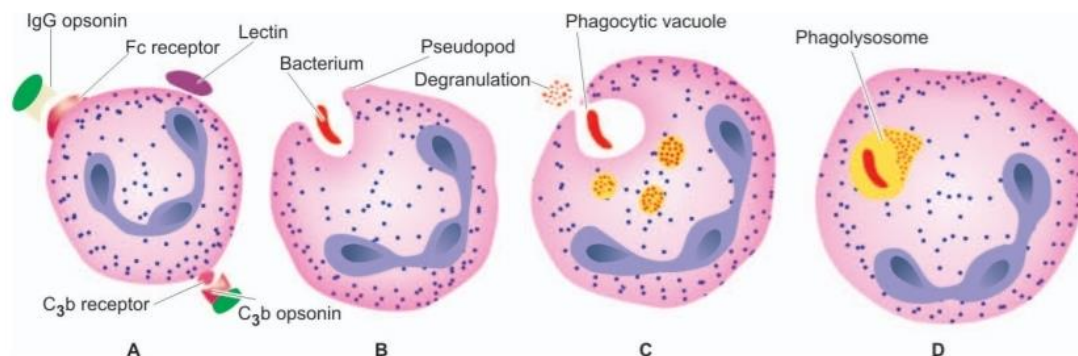 IgG opsonin
Fc receptor
Lectin
Bacterium
Pseudopod
Degranulation
Phagocytic vacuole
Phagolysosome
C3b receptor
C3b opsonin
A
B
C
D